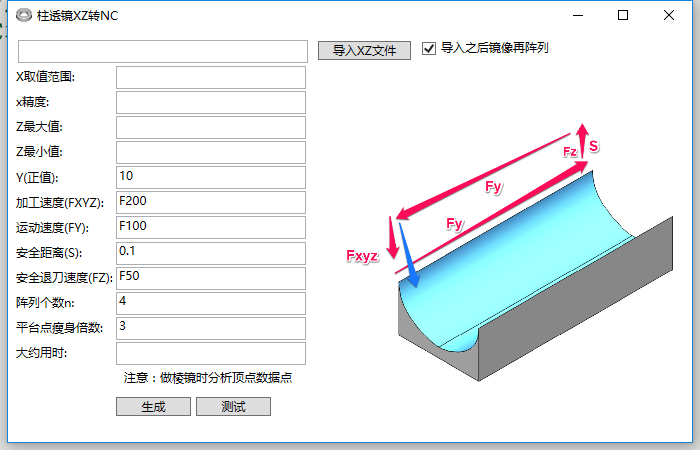 柱透镜XZ转NC
导入XZ文件
导入之后镜像再阵列
X取值范围:
x精度:
Z最大值:
Z最小值:
Y(正值): 10
加工速度(FXYZ): F200
运动速度(FY): F100
安全距离(S): 0.1
安全退刀速度(FZ): F50
阵列个数n: 4
平台点瘦身倍数: 3
大约用时:
注意：做棱镜时分析顶点数据点
生成
测试
Fz
S
Fy
Fy
Fxyz